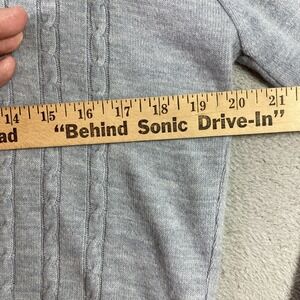 14 15 16 17 18 19 20 21
ad "Behind Sonic Drive-In"